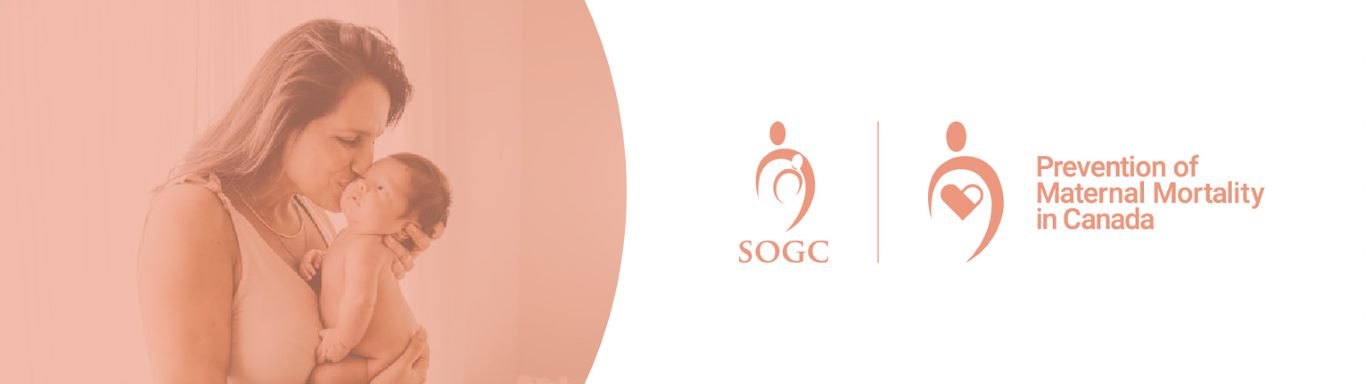 SOGC
Prevention of
Maternal Mortality
in Canada